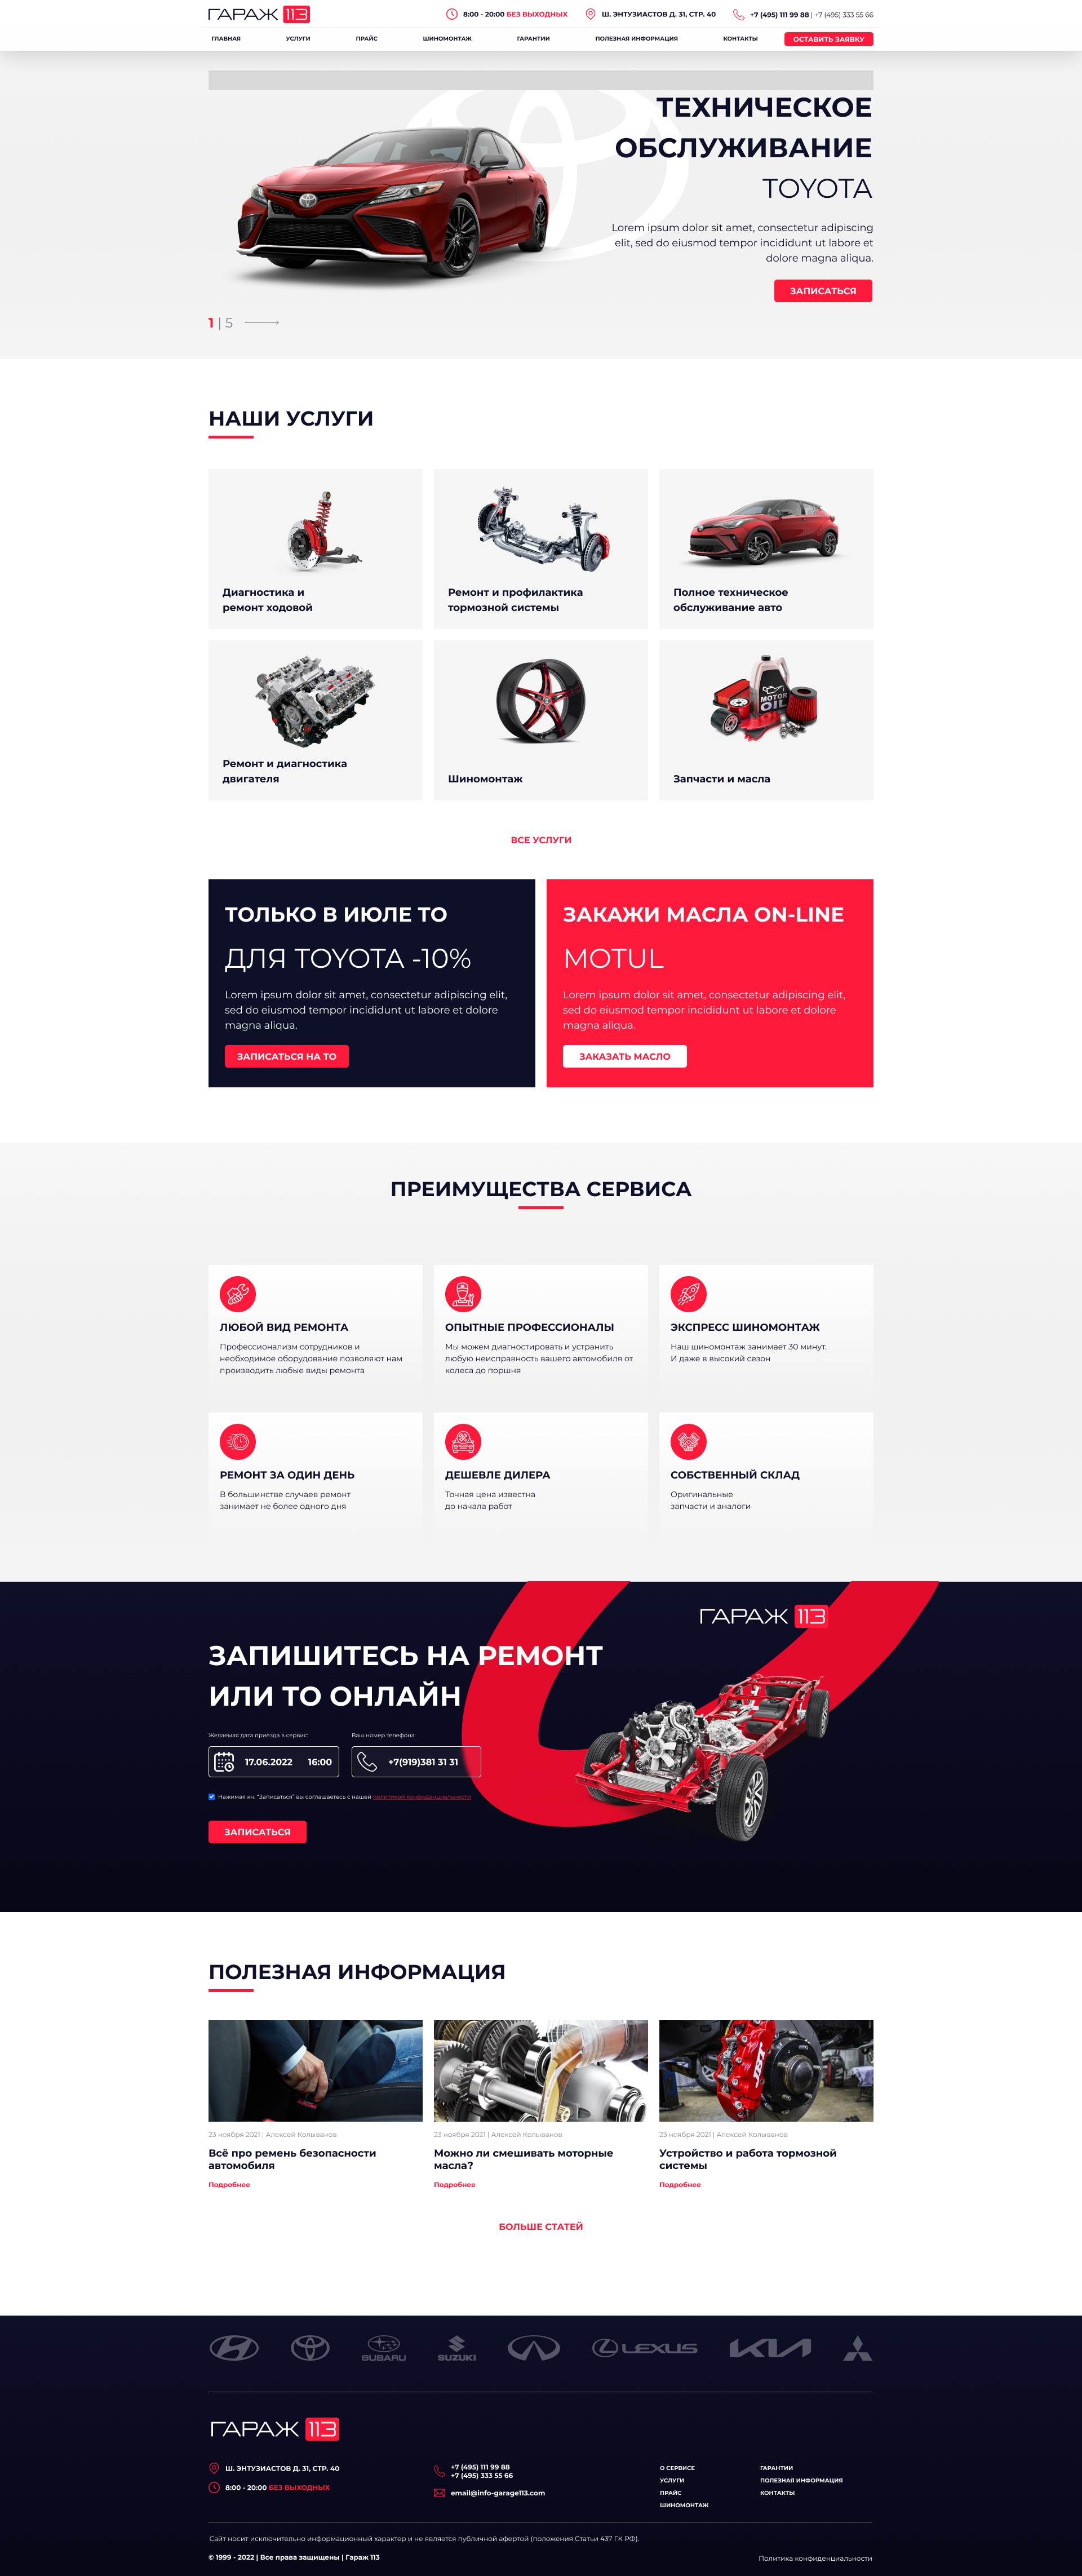 ГАРАЖ 113
8:00 - 20:00 БЕЗ ВЫХОДНЫХ
Ш. ЭНТУЗИАСТОВ Д. 31, СТР. 40
+7 (495) 111 99 88 | +7 (495) 333 55 66
ГЛАВНАЯ
УСЛУГИ
ПРАЙС
ШИНОМОНТАЖ
ГАРАНТИИ
ПОЛЕЗНАЯ ИНФОРМАЦИЯ
КОНТАКТЫ
ОСТАВИТЬ ЗАЯВКУ
ТЕХНИЧЕСКОЕ
ОБСЛУЖИВАНИЕ
TOYOTA
Lorem ipsum dolor sit amet, consectetur adipiscing
elit, sed do eiusmod tempor incididunt ut labore et
dolore magna aliqua.
ЗАПИСАТЬСЯ
1 | 5
НАШИ УСЛУГИ
Диагностика и
ремонт ходовой
Ремонт и профилактика
тормозной системы
Полное техническое
обслуживание авто
Ремонт и диагностика
двигателя
Шиномонтаж
MOTOR
OIL
Запчасти и масла
ВСЕ УСЛУГИ
ТОЛЬКО В ИЮЛЕ ТО
ДЛЯ TOYOTA -10%
Lorem ipsum dolor sit amet, consectetur adipiscing elit,
sed do eiusmod tempor incididunt ut labore et dolore
magna aliqua.
ЗАПИСАТЬСЯ НА ТО
ЗАКАЖИ МАСЛА ON-LINE
MOTUL
Lorem ipsum dolor sit amet, consectetur adipiscing elit,
sed do eiusmod tempor incididunt ut labore et dolore
magna aliqua.
ЗАКАЗАТЬ МАСЛО
ПРЕИМУЩЕСТВА СЕРВИСА
ЛЮБОЙ ВИД РЕМОНТА
Профессионализм сотрудников и
необходимое оборудование позволяют нам
производить любые виды ремонта
ОПЫТНЫЕ ПРОФЕССИОНАЛЫ
Мы можем диагностировать и устранить
любую неисправность вашего автомобиля от
колеса до поршня
ЭКСПРЕСС ШИНОМОНТАЖ
Наш шиномонтаж занимает 30 минут.
И даже в высокий сезон
РЕМОНТ ЗА ОДИН ДЕНЬ
В большинстве случаев ремонт
занимает не более одного дня
ДЕШЕВЛЕ ДИЛЕРА
Точная цена известна
до начала работ
СОБСТВЕННЫЙ СКЛАД
Оригинальные
запчасти и аналоги
ГАРАЖ 113
ЗАПИШИТЕСЬ НА РЕМОНТ
ИЛИ ТО ОНЛАЙН
Желаемая дата приезда в сервис:
17.06.2022 16:00
Ваш номер телефона:
+7(919)381 31 31
Нажимая кн. "Записаться" вы соглашаетесь с нашей политикой конфиденциальности
ЗАПИСАТЬСЯ
ПОЛЕЗНАЯ ИНФОРМАЦИЯ
23 ноября 2021 | Алексей Колыванов
Всё про ремень безопасности
автомобиля
Подробнее
23 ноября 2021 | Алексей Колыванов
Можно ли смешивать моторные
масла?
Подробнее
JBT
23 ноября 2021 | Алексей Колыванов
Устройство и работа тормозной
системы
Подробнее
БОЛЬШЕ СТАТЕЙ
SUBARU
SUZUKI
LEXUS
KIA
ГАРАЖ 113
Ш. ЭНТУЗИАСТОВ Д. 31, СТР. 40
8:00 - 20:00 БЕЗ ВЫХОДНЫХ
+7 (495) 111 99 88
+7 (495) 333 55 66
email@info-garage113.com
О СЕРВИСЕ
УСЛУГИ
ПРАЙС
ШИНОМОНТАЖ
ГАРАНТИИ
ПОЛЕЗНАЯ ИНФОРМАЦИЯ
КОНТАКТЫ
Сайт носит исключительно информационный характер и не является публичной афертой (положения Статьи 437 ГК РФ).
© 1999 - 2022 | Все права защищены | Гараж 113
Политика конфиденциальности